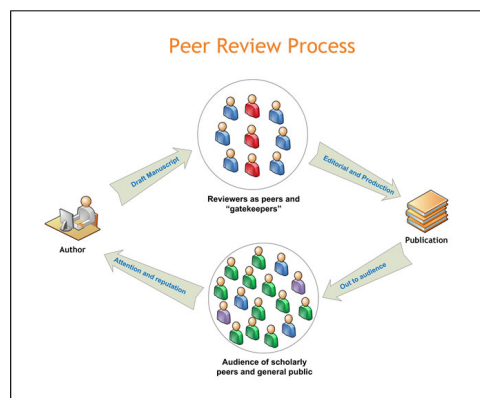 Peer Review Process
Draft Manuscript
Reviewers as peers and
“gatekeepers”
Editorial and Production
Author
Publication
Attention and reputation
Out to audience
Audience of scholarly
peers and general public